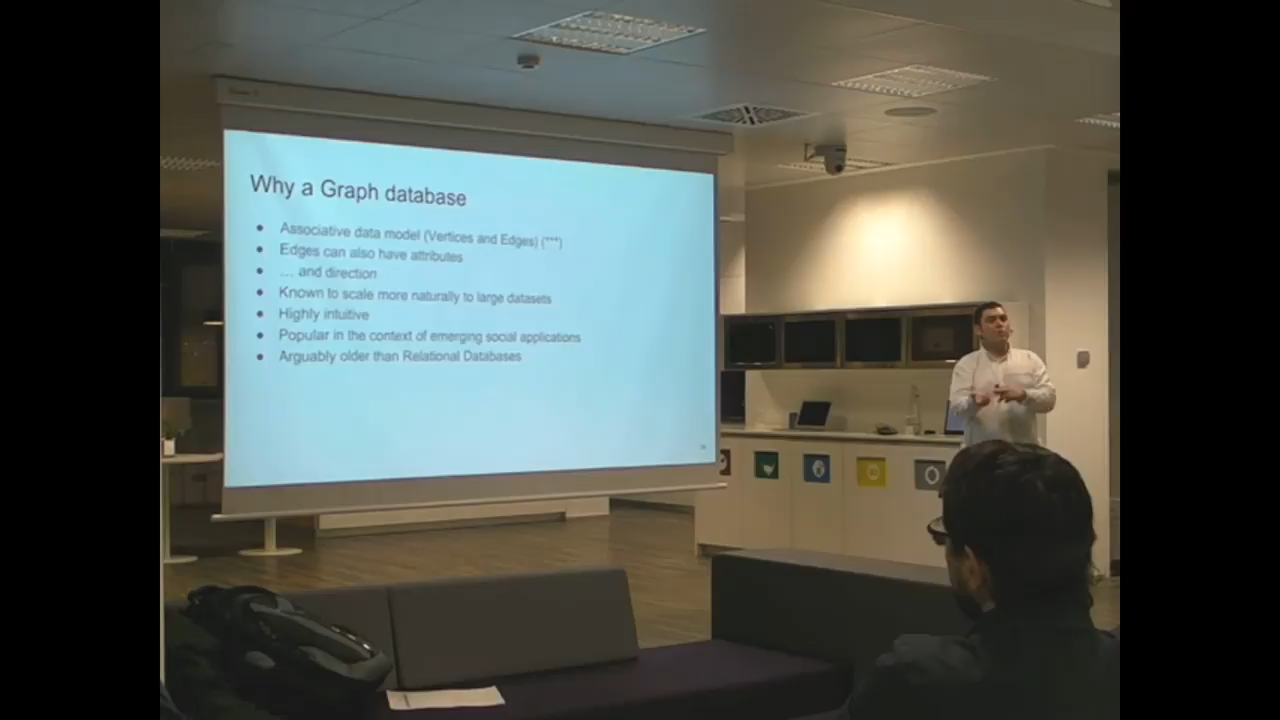 Why a Graph database
● Associative data model (Vertices and Edges) (***)
● Edges can also have attributes
● … and direction
● Known to scale more naturally to large datasets
● Highly intuitive
● Popular in the context of emerging social applications
● Arguably older than Relational Databases